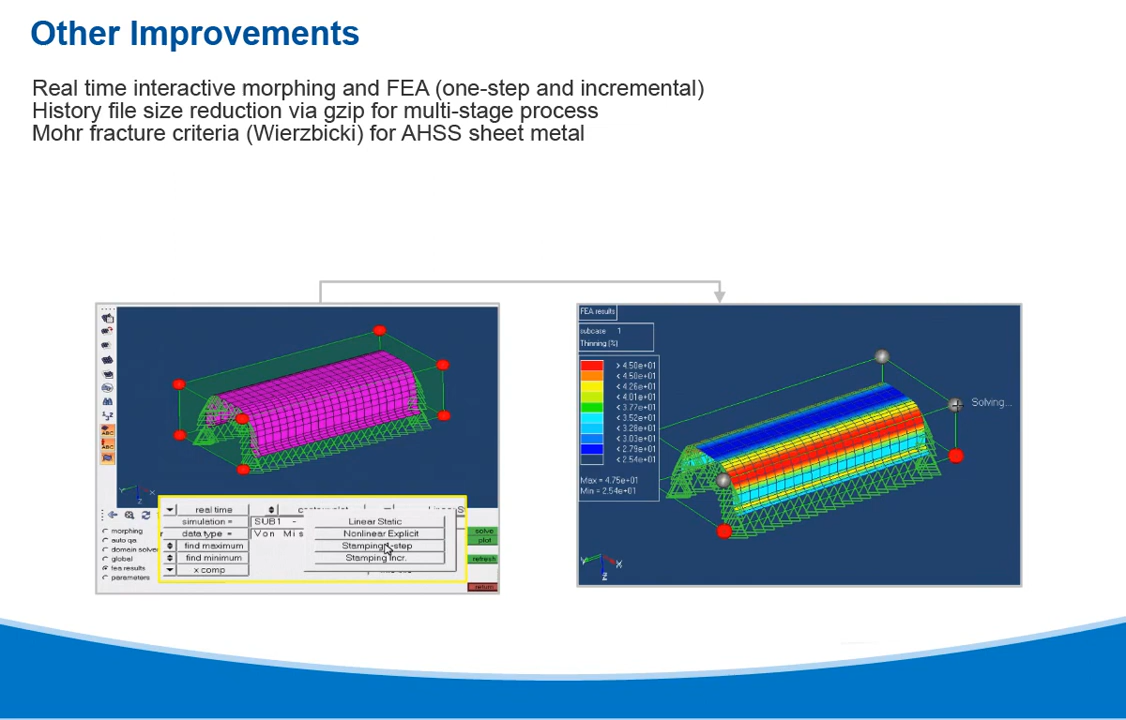 Other Improvements
Real time interactive morphing and FEA (one-step and incremental)
History file size reduction via gzip for multi-stage process
Mohr fracture criteria (Wierzbicki) for AHSS sheet metal
real time
simulation = SUB1 -
data type = Von Mis
find maximum
find minimum
x comp
Linear Static
Nonlinear Explicit
Stamping 1-step
Stamping Incr.
morphing
auto qa
domain solver
global
fea results
parameters
solve
plot
refresh
return
FEA results
subcase 1
Thinning (%)
> 4.50e+01
< 4.50e+01
< 4.26e+01
< 4.01e+01
< 3.77e+01
< 3.52e+01
< 3.28e+01
< 3.03e+01
< 2.79e+01
< 2.54e+01
Max = 4.75e+01
Min = 2.54e+01
Solving...
Y
X
Z